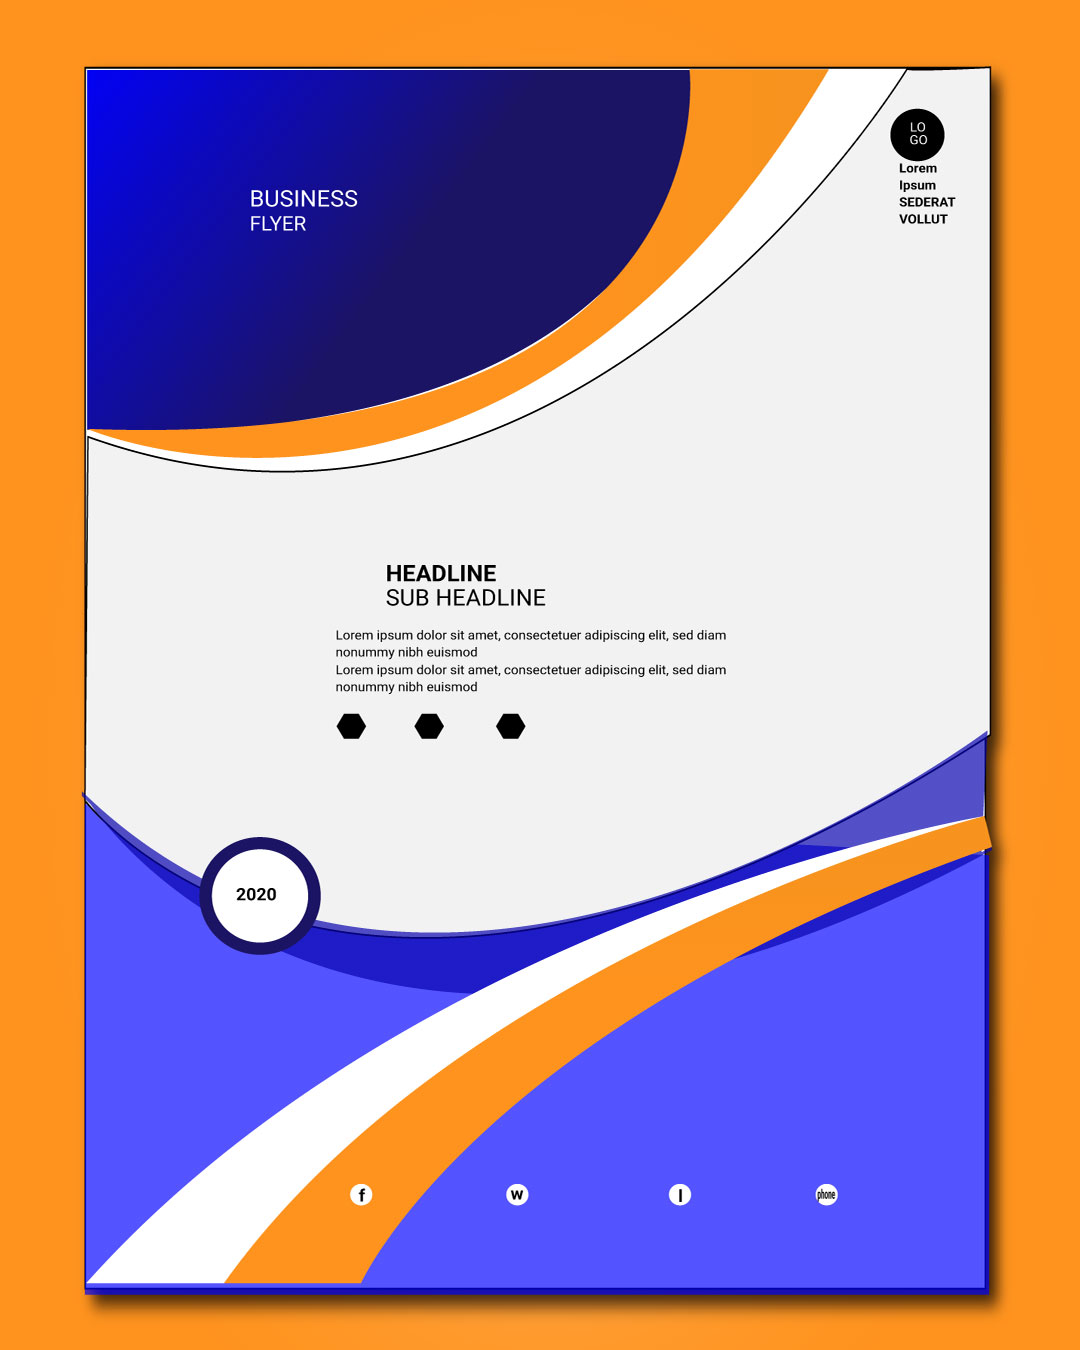 BUSINESS
FLYER
LO
GO
Lorem
Ipsum
SEDERAT
VOLLUT
HEADLINE
SUB HEADLINE
Lorem ipsum dolor sit amet, consectetuer adipiscing elit, sed diam
nonummy nibh euismod
Lorem ipsum dolor sit amet, consectetuer adipiscing elit, sed diam
nonummy nibh euismod
2020
f
w
l
phone